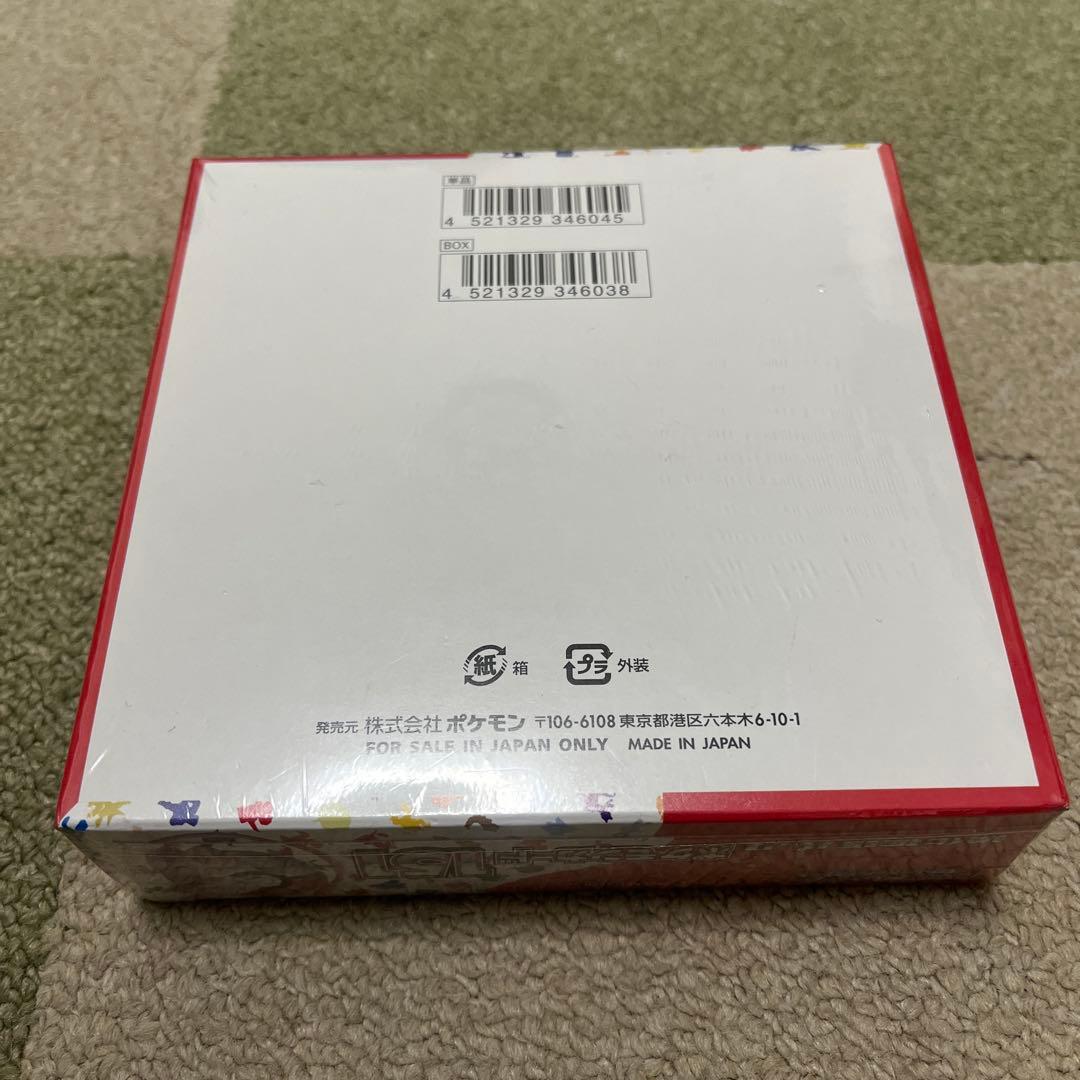 単品
4 521329 346045
BOX
4 521329 346038
紙 箱 プラ 外装
発売元 株式会社 ポケモン 〒106-6108 東京都港区六本木6-10-1
FOR SALE IN JAPAN ONLY MADE IN JAPAN
151